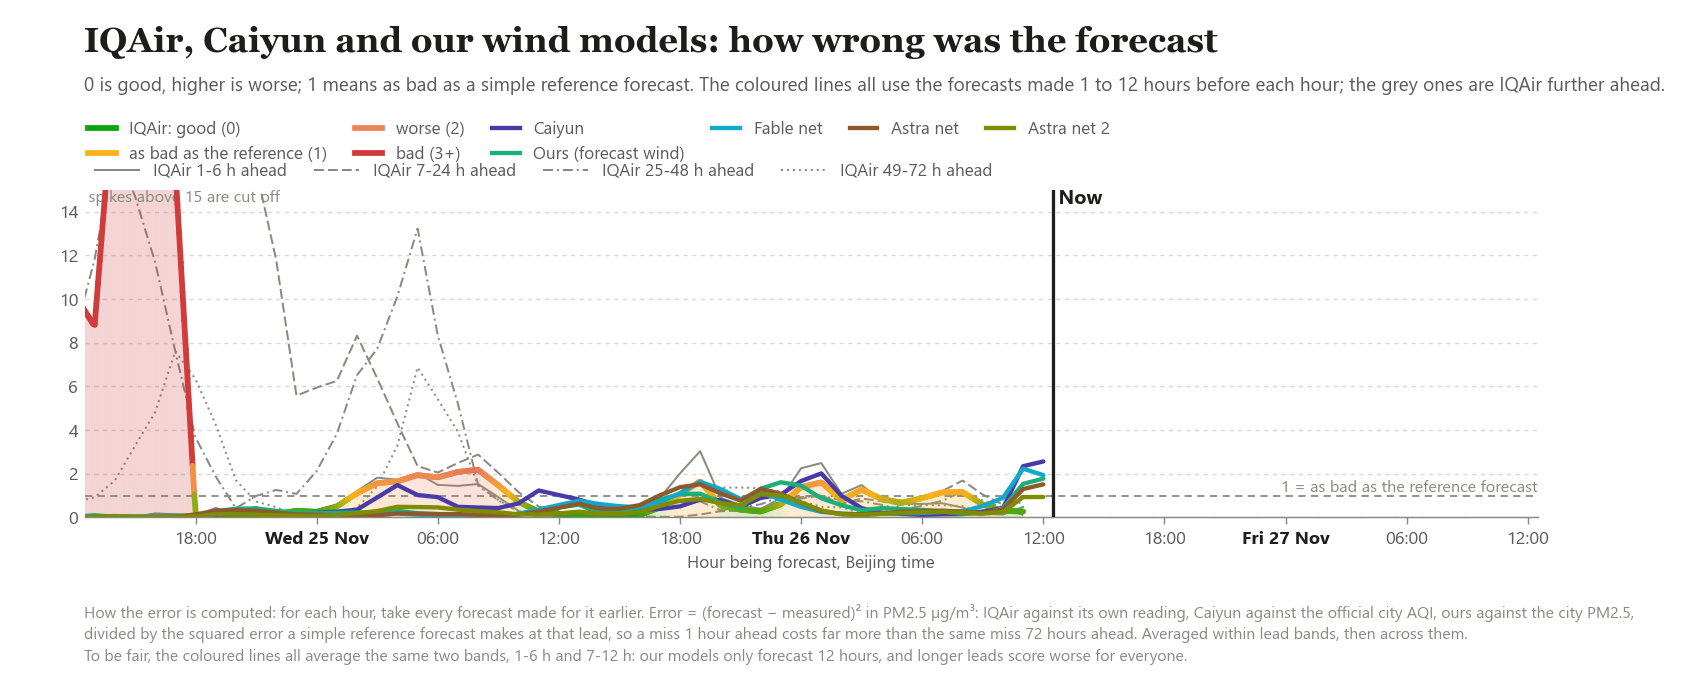 IQAir, Caiyun and our wind models: how wrong was the forecast
0 is good, higher is worse; 1 means as bad as a simple reference forecast. The coloured lines all use the forecasts made 1 to 12 hours before each hour; the grey ones are IQAir further ahead.
IQAir: good (0) worse (2) Caiyun Fable net Astra net Astra net 2
as bad as the reference (1) bad (3+) Ours (forecast wind)
IQAir 1-6 h ahead IQAir 7-24 h ahead IQAir 25-48 h ahead IQAir 49-72 h ahead
spikes above 15 are cut off
Now
14
12
10
8
6
4
2
0
1 = as bad as the reference forecast
18:00 Wed 25 Nov 06:00 12:00 18:00 Thu 26 Nov 06:00 12:00 18:00 Fri 27 Nov 06:00 12:00
Hour being forecast, Beijing time
How the error is computed: for each hour, take every forecast made for it earlier. Error = (forecast − measured)² in PM2.5 µg/m³: IQAir against its own reading, Caiyun against the official city AQI, ours against the city PM2.5,
divided by the squared error a simple reference forecast makes at that lead, so a miss 1 hour ahead costs far more than the same miss 72 hours ahead. Averaged within lead bands, then across them.
To be fair, the coloured lines all average the same two bands, 1-6 h and 7-12 h: our models only forecast 12 hours, and longer leads score worse for everyone.